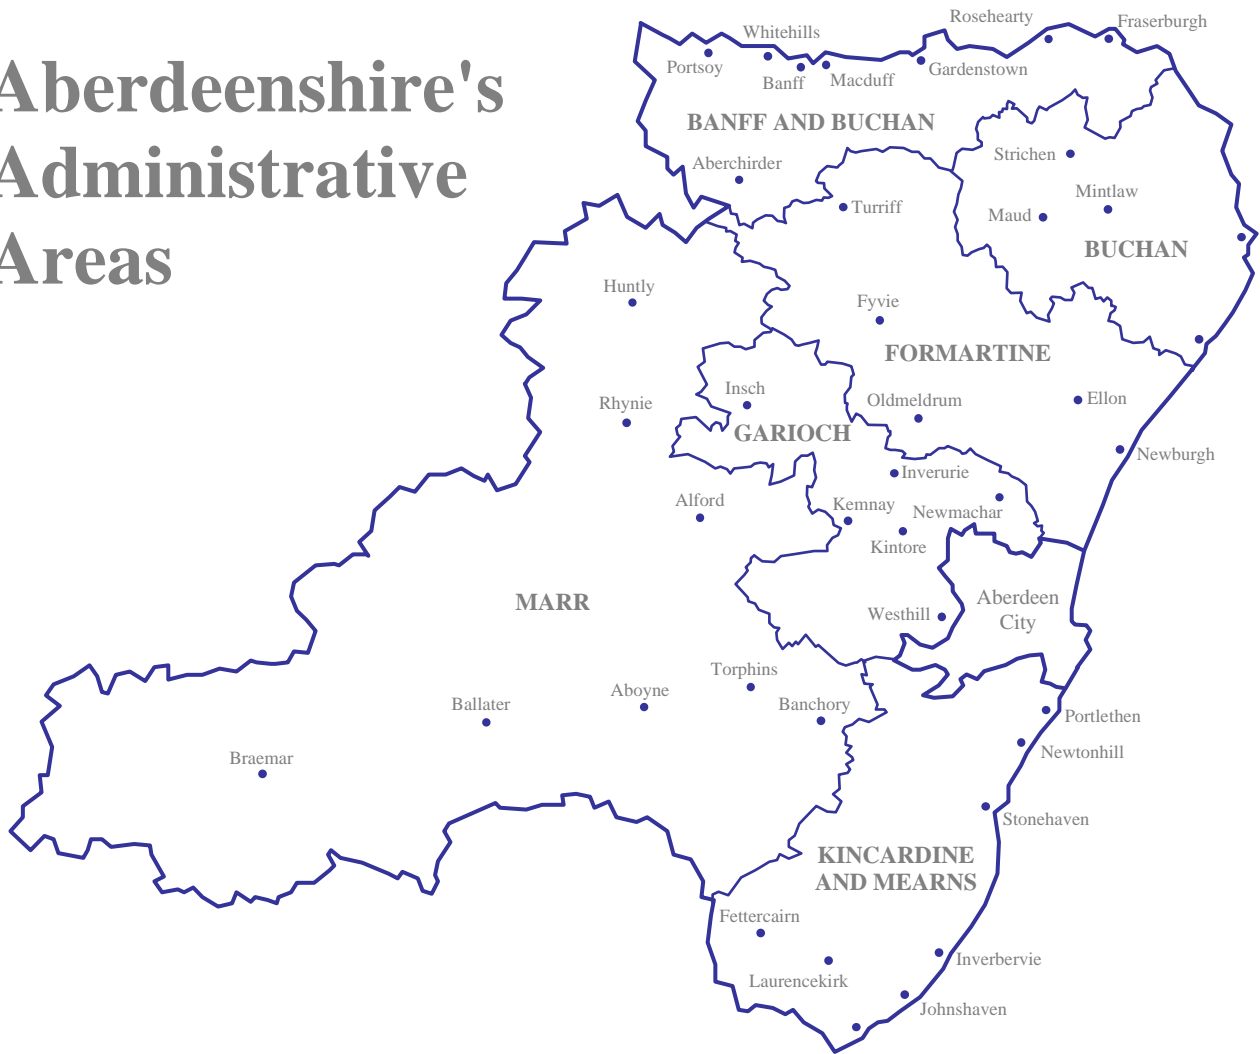 Aberdeenshire's
Administrative
Areas
Rosehearty
Fraserburgh
Whitehills
Portsoy
Banff
Macduff
Gardenstown
BANFF AND BUCHAN
Aberchirder
Strichen
Mintlaw
Maud
Turriff
BUCHAN
Huntly
Fyvie
FORMARTINE
Insch
Rhynie
Oldmeldrum
Ellon
GARIOCH
Newburgh
Inverurie
Alford
Kemnay
Newmachar
Kintore
MARR
Aberdeen
City
Westhill
Torphins
Aboyne
Ballater
Banchory
Portlethen
Newtonhill
Braemar
Stonehaven
KINCARDINE
AND MEARNS
Fettercairn
Inverbervie
Laurencekirk
Johnshaven